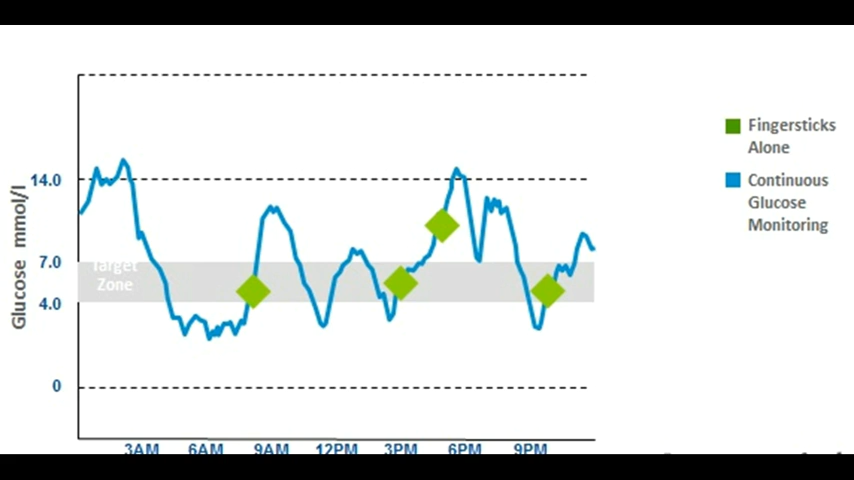 Fingersticks
Alone
Continuous
Glucose
Monitoring
Glucose mmol/l
14.0
7.0
4.0
0
Target
Zone
3AM 6AM 9AM 12PM 3PM 6PM 9PM